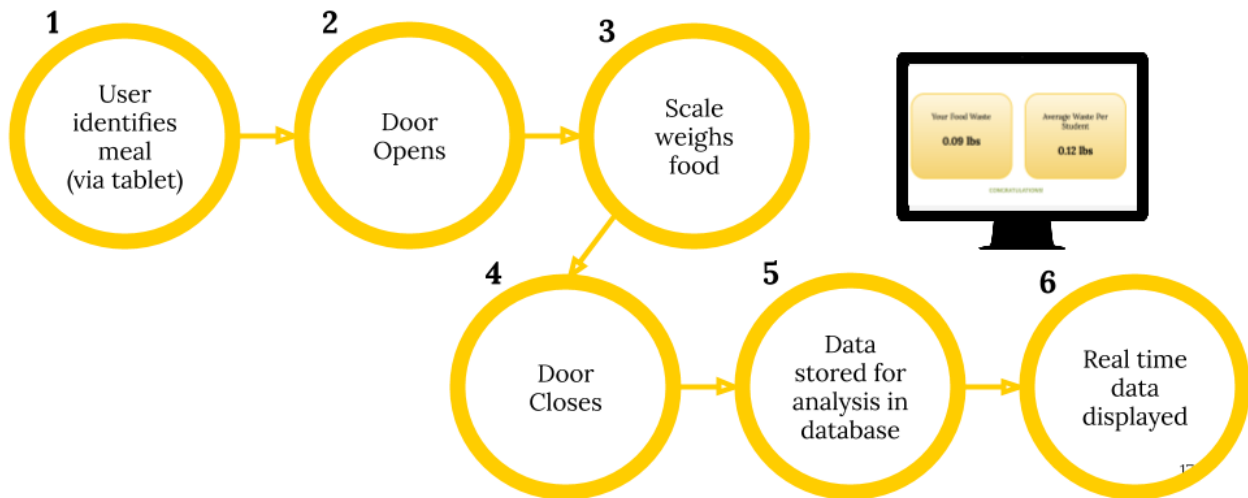 1
User
identifies
meal
(via tablet)
2
Door
Opens
3
Scale
weighs
food
Your Food Waste
0.09 lbs
Average Waste Per
Student
0.12 lbs
CONGRATULATIONS
4
Door
Closes
5
Data
stored for
analysis in
database
6
Real time
data
displayed
17